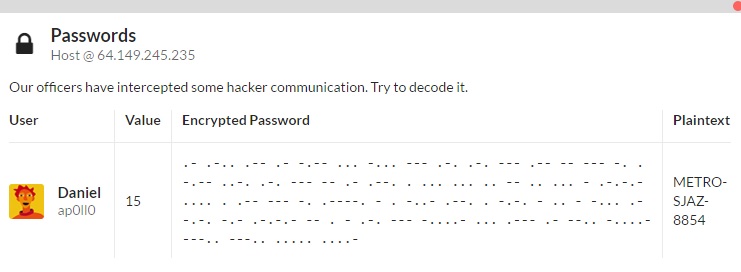 Passwords
Host @ 64.149.245.235
Our officers have intercepted some hacker communication. Try to decode it.
User Value Encrypted Password Plaintext
Daniel
ap0ll0
15
.- .-.. .-- .- -.-- ... -... --- .-. .-. --- .-- -- --- -. .
-.-- ..-. .-. --- -- .- .--. . ... ... .. -- .. ... - .-.-.-
.... . .-- --- -. .----. - . -..- .--. . -.-. - .. - -... .-
-.-. -.- .-.-.- -- . - .-. --- -....- ... .--- .- --.. -....-
---.. ---.. ..... ....-
METRO-
SJAZ-
8854